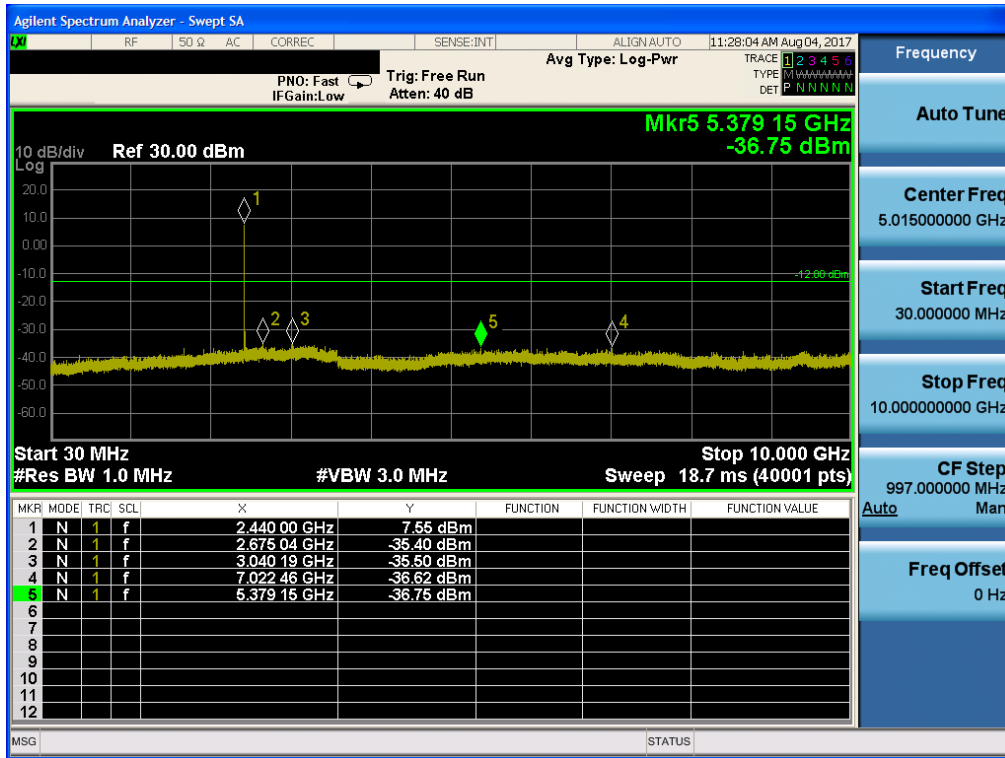 Agilent Spectrum Analyzer - Swept SA
LXI RF 50 Ω AC CORREC SENSE:INT ALIGN AUTO 11:28:04 AM Aug 04, 2017
Avg Type: Log-Pwr TRACE 1 2 3 4 5 6
PNO: Fast Trig: Free Run TYPE M W W W W W
IFGain:Low Atten: 40 dB DET P N N N N N
Mkr5 5.379 15 GHz
-36.75 dBm
10 dB/div Ref 30.00 dBm
Log
20.0
10.0
0.00
-10.0
-20.0
-30.0
-40.0
-50.0
-60.0
1
2
3
5
4
-12.00 dBm
Start 30 MHz Stop 10.000 GHz
#Res BW 1.0 MHz #VBW 3.0 MHz Sweep 18.7 ms (40001 pts)
MKR MODE TRC SCL X Y FUNCTION FUNCTION WIDTH FUNCTION VALUE
1 N 1 f 2.440 00 GHz 7.55 dBm
2 N 1 f 2.675 04 GHz -35.40 dBm
3 N 1 f 3.040 19 GHz -35.50 dBm
4 N 1 f 7.022 46 GHz -36.62 dBm
5 N 1 f 5.379 15 GHz -36.75 dBm
6
7
8
9
10
11
12
MSG STATUS
Frequency
Auto Tune
Center Freq
5.015000000 GHz
Start Freq
30.000000 MHz
Stop Freq
10.000000000 GHz
CF Step
997.000000 MHz
Auto Man
Freq Offset
0 Hz